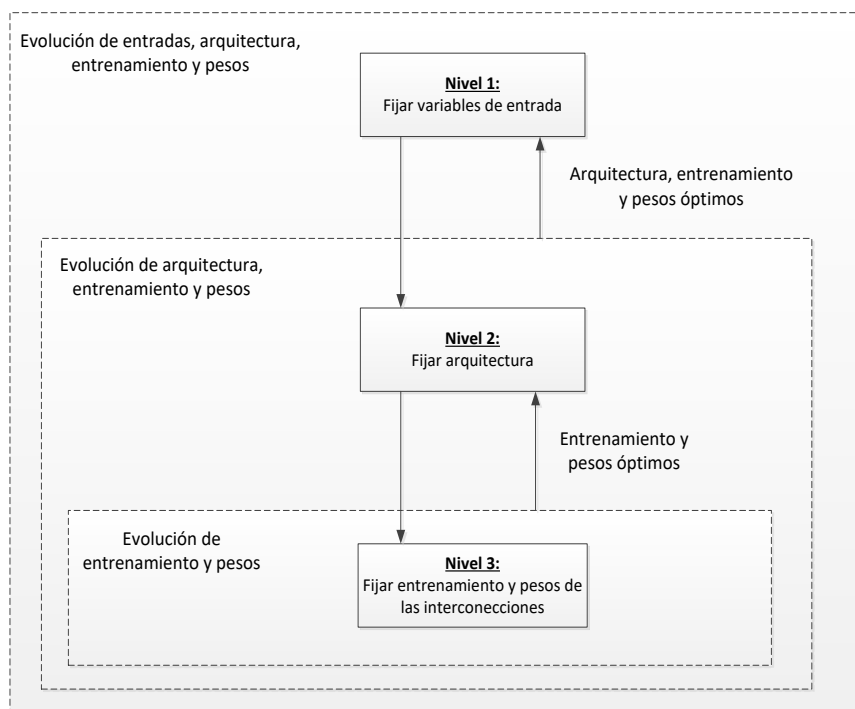 Evolución de entradas, arquitectura,
entrenamiento y pesos
Nivel 1:
Fijar variables de entrada
Arquitectura, entrenamiento
y pesos óptimos
Evolución de arquitectura,
entrenamiento y pesos
Nivel 2:
Fijar arquitectura
Entrenamiento y
pesos óptimos
Evolución de
entrenamiento y pesos
Nivel 3:
Fijar entrenamiento y pesos de
las interconecciones